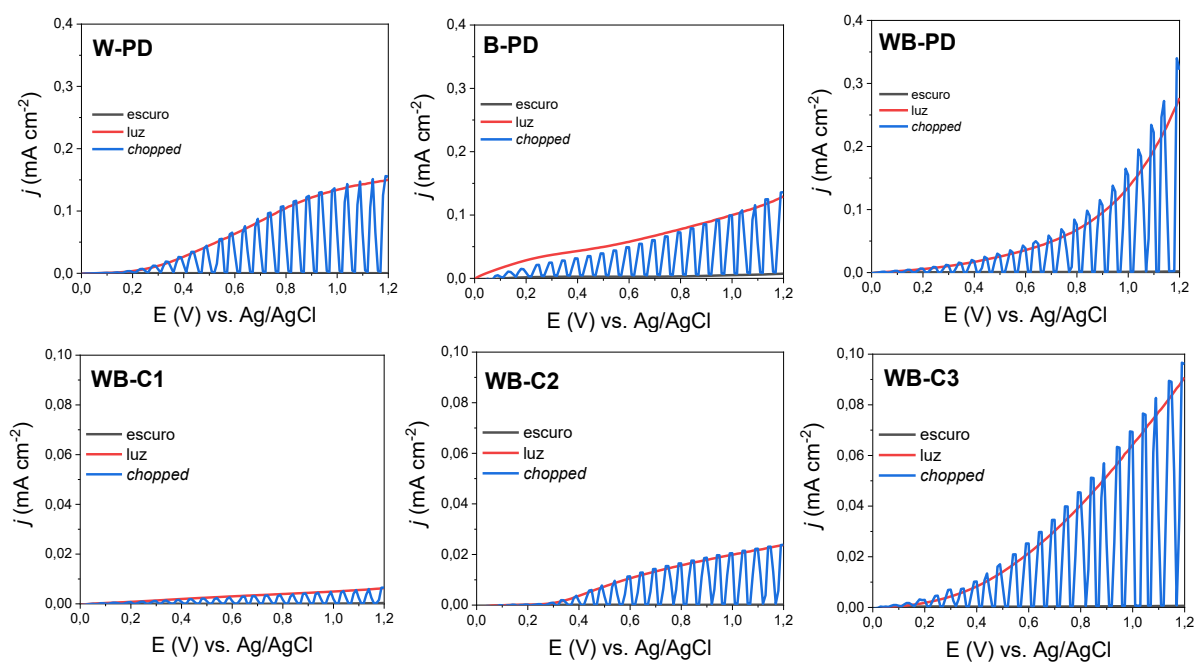 W-PD
0,4
0,3
0,2
0,1
0,0
j (mA cm⁻²)
escuro
luz
chopped
0,0 0,2 0,4 0,6 0,8 1,0 1,2
E (V) vs. Ag/AgCl
B-PD
0,4
0,3
0,2
0,1
0,0
j (mA cm⁻²)
escuro
luz
chopped
0,0 0,2 0,4 0,6 0,8 1,0 1,2
E (V) vs. Ag/AgCl
WB-PD
0,4
0,3
0,2
0,1
0,0
j (mA cm⁻²)
escuro
luz
chopped
0,0 0,2 0,4 0,6 0,8 1,0 1,2
E (V) vs. Ag/AgCl
WB-C1
0,10
0,08
0,06
0,04
0,02
0,00
j (mA cm⁻²)
escuro
luz
chopped
0,0 0,2 0,4 0,6 0,8 1,0 1,2
E (V) vs. Ag/AgCl
WB-C2
0,10
0,08
0,06
0,04
0,02
0,00
j (mA cm⁻²)
escuro
luz
chopped
0,0 0,2 0,4 0,6 0,8 1,0 1,2
E (V) vs. Ag/AgCl
WB-C3
0,10
0,08
0,06
0,04
0,02
0,00
j (mA cm⁻²)
escuro
luz
chopped
0,0 0,2 0,4 0,6 0,8 1,0 1,2
E (V) vs. Ag/AgCl